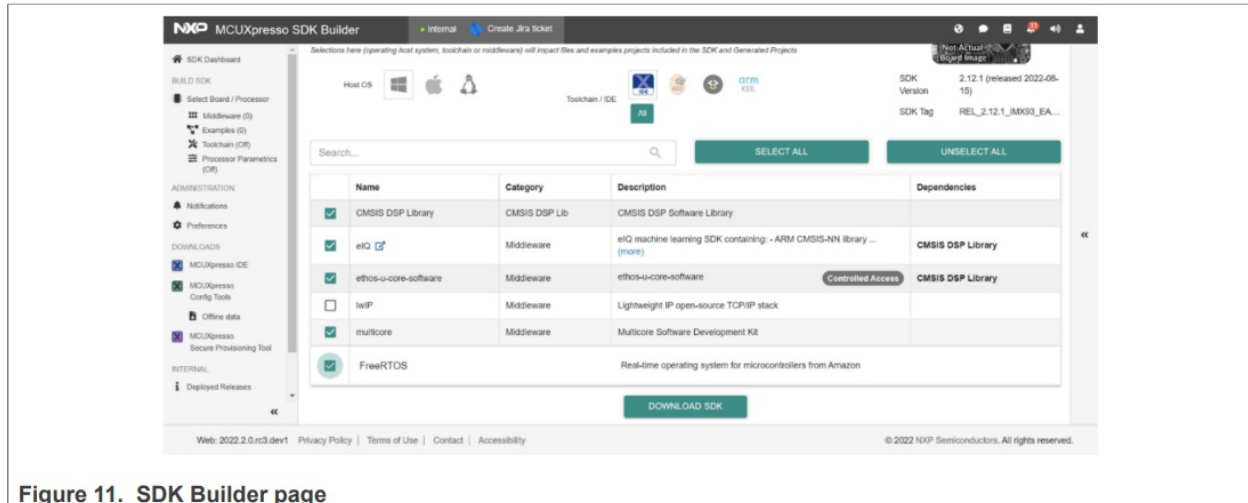 NXP MCUXpresso SDK Builder
Internal
Create Jira ticket
Selections here (operating host system, toolchain or middleware) will impact files and examples projects included in the SDK and Generated Projects
Not Actual
Board Image
SDK Dashboard
BUILD SDK
Select Board / Processor
Middleware (0)
Examples (0)
Toolchain (Off)
Processor Parametrics
(Off)
ADMINISTRATION
Notifications
Preferences
DOWNLOADS
MCUXpresso IDE
MCUXpresso
Config Tools
Offline data
MCUXpresso
Secure Provisioning Tool
INTERNAL
Deployed Releases
«
Host OS
Toolchain / IDE
IDE
arm
KEIL
All
SDK
Version
2.12.1 (released 2022-08-
15)
SDK Tag
REL_2.12.1_IMX93_EA...
Search...
SELECT ALL
UNSELECT ALL
Name Category Description Dependencies
CMSIS DSP Library CMSIS DSP Lib CMSIS DSP Software Library
eIQ Middleware eIQ machine learning SDK containing: - ARM CMSIS-NN library ...
(more)
CMSIS DSP Library
ethos-u-core-software Middleware ethos-u-core-software Controlled Access CMSIS DSP Library
lwIP Middleware Lightweight IP open-source TCP/IP stack
multicore Middleware Multicore Software Development Kit
FreeRTOS Real-time operating system for microcontrollers from Amazon
«
DOWNLOAD SDK
Web: 2022.2.0.rc3.dev1 Privacy Policy | Terms of Use | Contact | Accessibility
© 2022 NXP Semiconductors. All rights reserved.
Figure 11. SDK Builder page